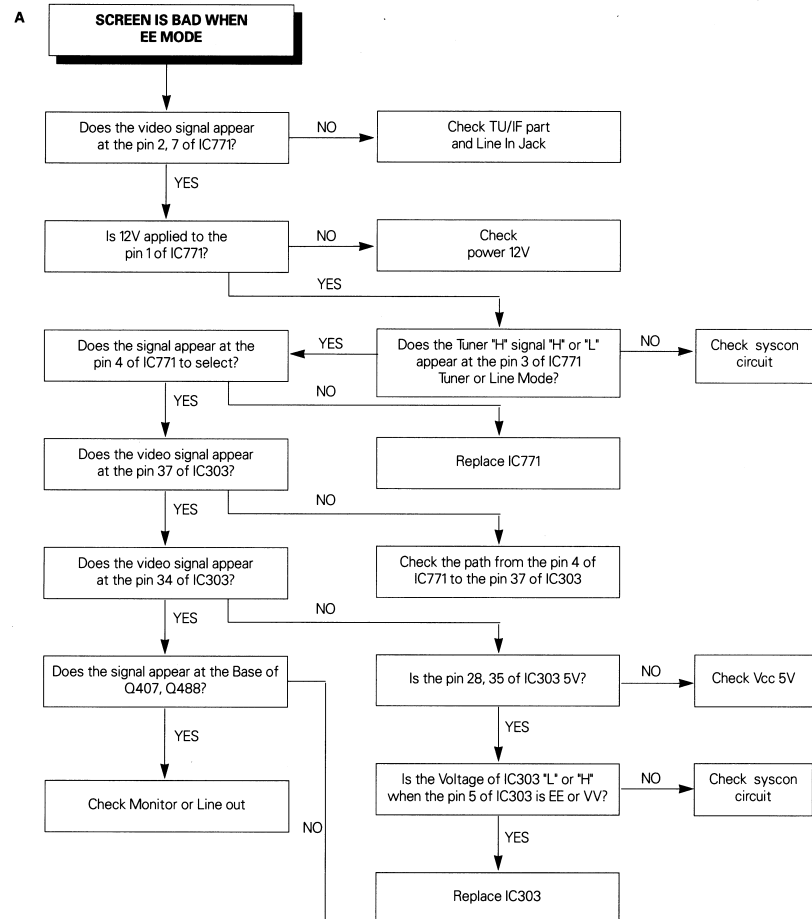 A
SCREEN IS BAD WHEN
EE MODE
Does the video signal appear
at the pin 2, 7 of IC771?
NO
Check TU/IF part
and Line In Jack
YES
Is 12V applied to the
pin 1 of IC771?
NO
Check
power 12V
YES
Does the signal appear at the
pin 4 of IC771 to select?
YES
Does the Tuner "H" signal "H" or "L"
appear at the pin 3 of IC771
Tuner or Line Mode?
NO
Check syscon
circuit
YES
NO
Does the video signal appear
at the pin 37 of IC303?
Replace IC771
YES
NO
Does the video signal appear
at the pin 34 of IC303?
Check the path from the pin 4 of
IC771 to the pin 37 of IC303
YES
NO
Does the signal appear at the Base of
Q407, Q488?
Is the pin 28, 35 of IC303 5V?
NO
Check Vcc 5V
YES
YES
Check Monitor or Line out
Is the Voltage of IC303 "L" or "H"
when the pin 5 of IC303 is EE or VV?
NO
Check syscon
circuit
NO
YES
Replace IC303